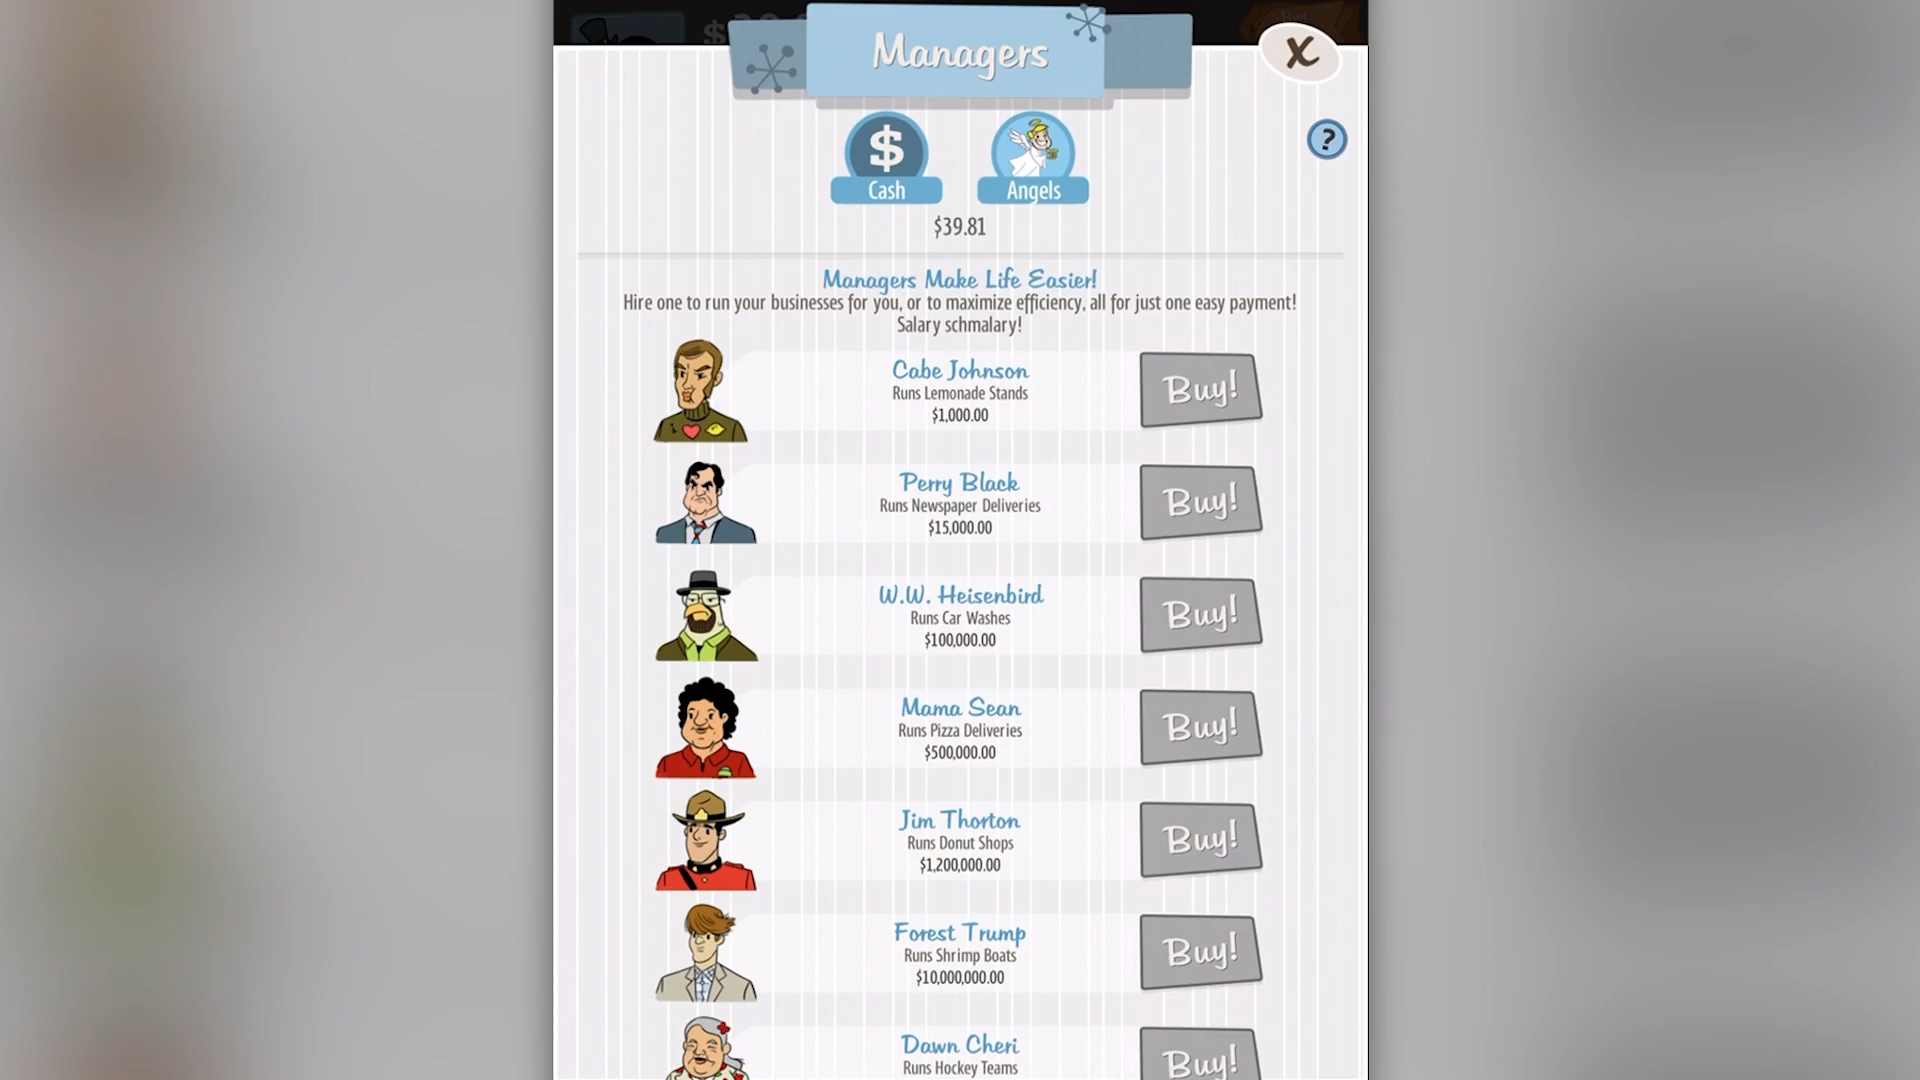 Managers
X
$
Cash
Angels
?
$39.81
Managers Make Life Easier!
Hire one to run your businesses for you, or to maximize efficiency, all for just one easy payment!
Salary schmalary!
Cabe Johnson
Runs Lemonade Stands
$1,000.00
Buy!
Perry Black
Runs Newspaper Deliveries
$15,000.00
Buy!
W.W. Heisenbird
Runs Car Washes
$100,000.00
Buy!
Mama Sean
Runs Pizza Deliveries
$500,000.00
Buy!
Jim Thorton
Runs Donut Shops
$1,200,000.00
Buy!
Forest Trump
Runs Shrimp Boats
$10,000,000.00
Buy!
Dawn Cheri
Runs Hockey Teams
Buy!